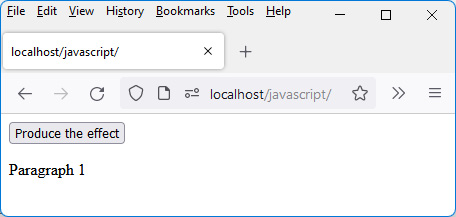 File Edit View History Bookmarks Tools Help
localhost/javascript/
localhost/javascript/
Produce the effect
Paragraph 1